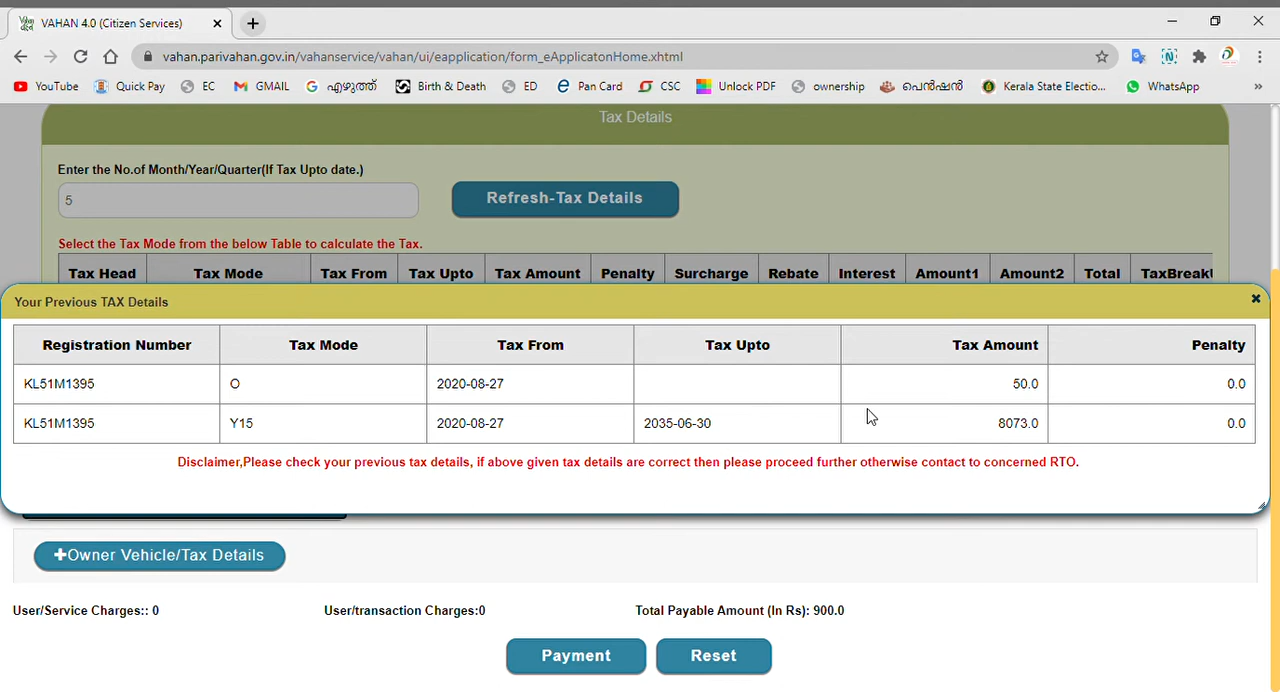 VAHAN 4.0 (Citizen Services)
vahan.parivahan.gov.in/vahanservice/vahan/ui/eapplication/form_eApplicatonHome.xhtml
YouTube Quick Pay EC GMAIL എഴുത്ത് Birth & Death ED Pan Card CSC Unlock PDF ownership പെൻഷൻ Kerala State Electio... WhatsApp »
Tax Details
Enter the No.of Month/Year/Quarter(If Tax Upto date.)
5 Refresh-Tax Details
Select the Tax Mode from the below Table to calculate the Tax.
Tax Head Tax Mode Tax From Tax Upto Tax Amount Penalty Surcharge Rebate Interest Amount1 Amount2 Total TaxBreakU
Your Previous TAX Details
Registration Number Tax Mode Tax From Tax Upto Tax Amount Penalty
KL51M1395 O 2020-08-27 50.0 0.0
KL51M1395 Y15 2020-08-27 2035-06-30 8073.0 0.0
Disclaimer,Please check your previous tax details, if above given tax details are correct then please proceed further otherwise contact to concerned RTO.
+Owner Vehicle/Tax Details
User/Service Charges:: 0 User/transaction Charges:0 Total Payable Amount (In Rs): 900.0
Payment Reset